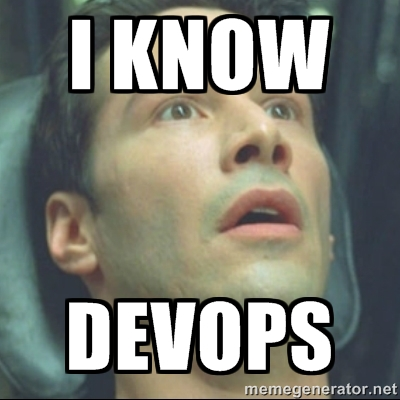 I KNOW
DEVOPS
memegenerator.net